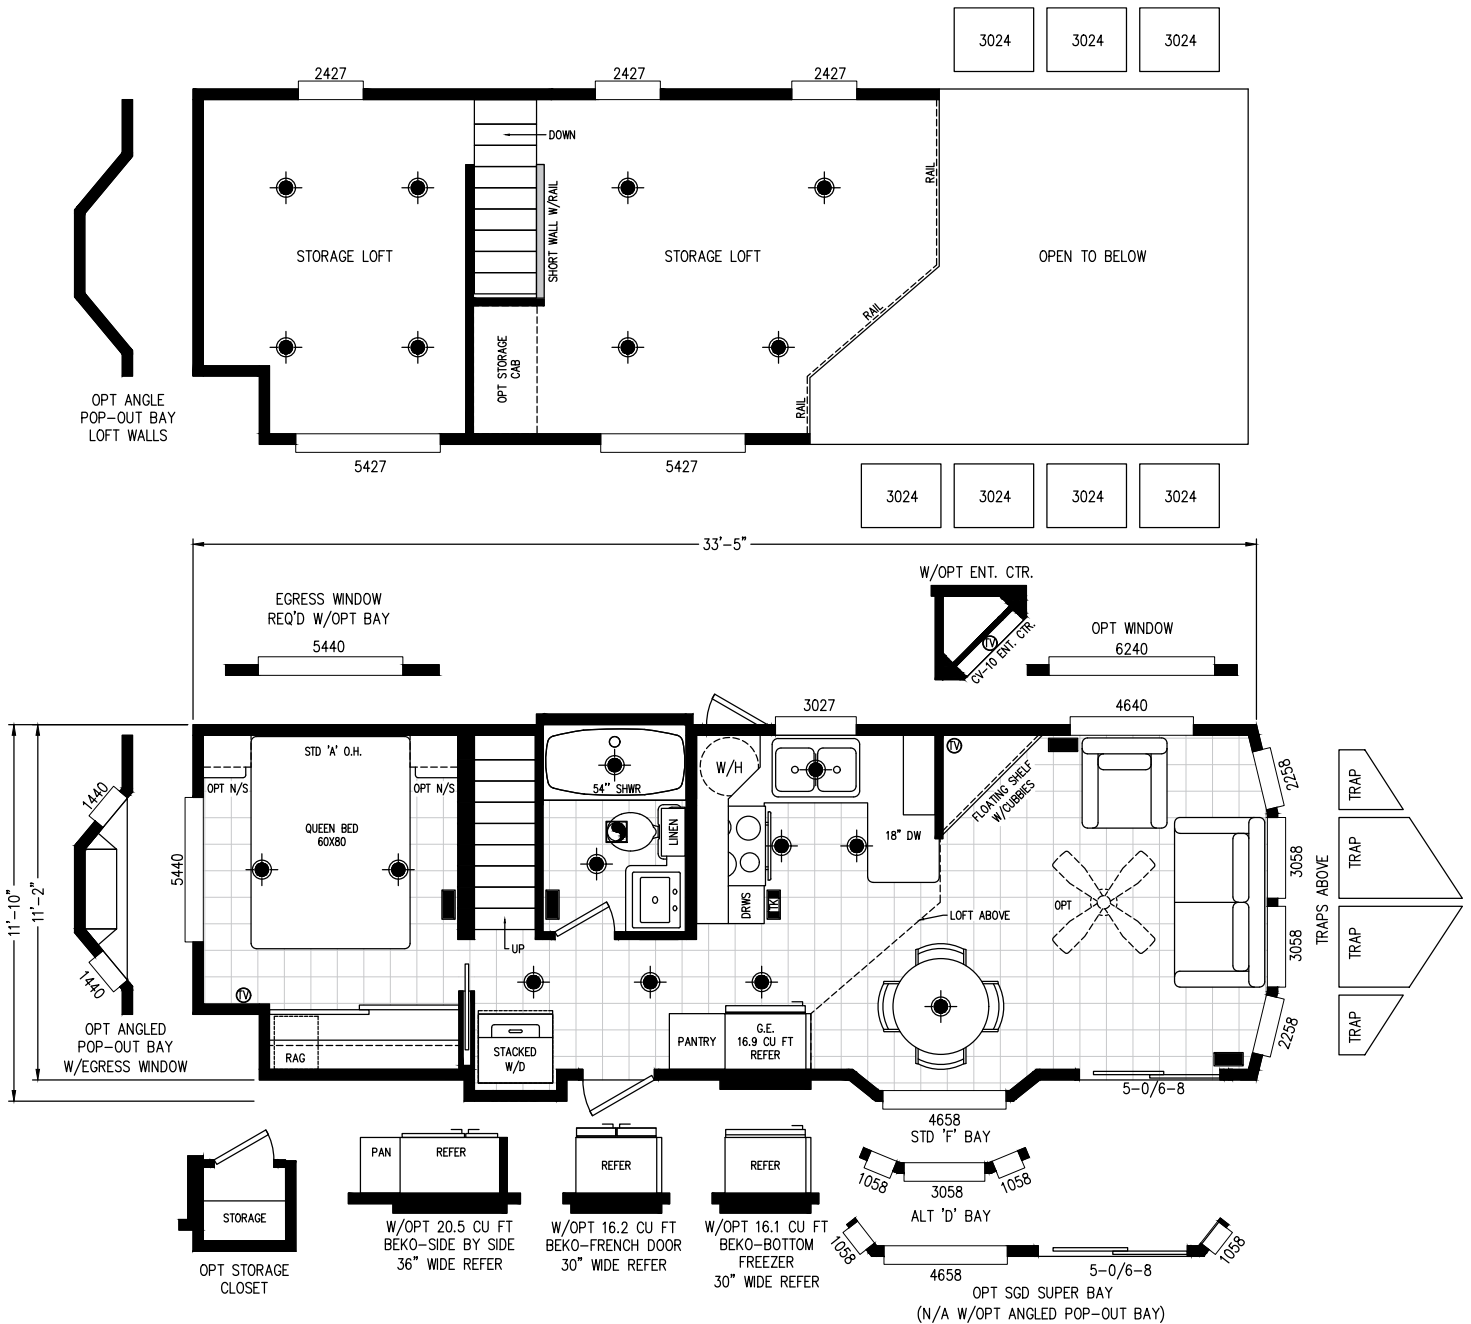 3024
3024
3024
2427
2427
2427
DOWN
RAIL
SHORT WALL W/RAIL
STORAGE LOFT
STORAGE LOFT
OPEN TO BELOW
RAIL
OPT STORAGE
CAB
RAIL
OPT ANGLE
POP-OUT BAY
LOFT WALLS
5427
5427
3024
3024
3024
3024
33'-5"
W/OPT ENT. CTR.
TV
CV-10 ENT. CTR.
EGRESS WINDOW
REQ'D W/OPT BAY
5440
OPT WINDOW
6240
3027
4640
STD 'A' O.H.
OPT N/S
OPT N/S
QUEEN BED
60X80
54" SHWR
W/H
TV
FLOATING SHELF
W/CUBBIES
2258
TRAP
1440
LINEN
18" DW
3058
TRAP
TRAPS ABOVE
5440
11'-10"
11'-2"
DRWS
TK
OPT
LOFT ABOVE
UP
3058
TRAP
1440
TV
2258
TRAP
OPT ANGLED
POP-OUT BAY
W/EGRESS WINDOW
RAG
STACKED
W/D
PANTRY
G.E.
16.9 CU FT
REFER
5-0/6-8
4658
STD 'F' BAY
PAN
REFER
REFER
REFER
1058
3058
1058
ALT 'D' BAY
STORAGE
OPT STORAGE
CLOSET
W/OPT 20.5 CU FT
BEKO-SIDE BY SIDE
36" WIDE REFER
W/OPT 16.2 CU FT
BEKO-FRENCH DOOR
30" WIDE REFER
W/OPT 16.1 CU FT
BEKO-BOTTOM
FREEZER
30" WIDE REFER
1058
4658
5-0/6-8
1058
OPT SGD SUPER BAY
(N/A W/OPT ANGLED POP-OUT BAY)